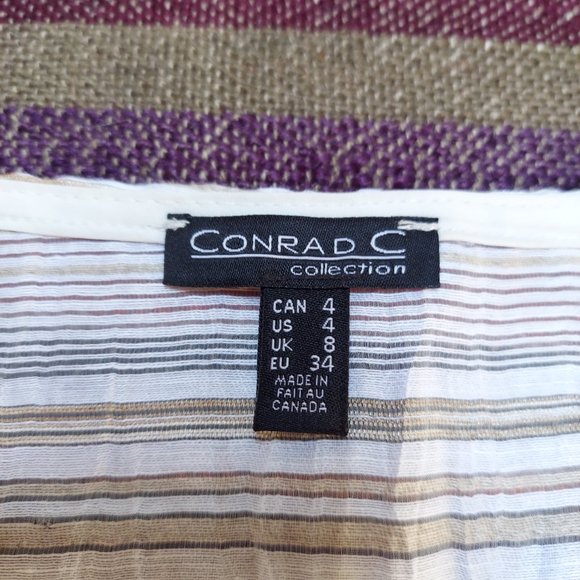 CONRAD C
collection
CAN 4
US 4
UK 8
EU 34
MADE IN
FAIT AU
CANADA